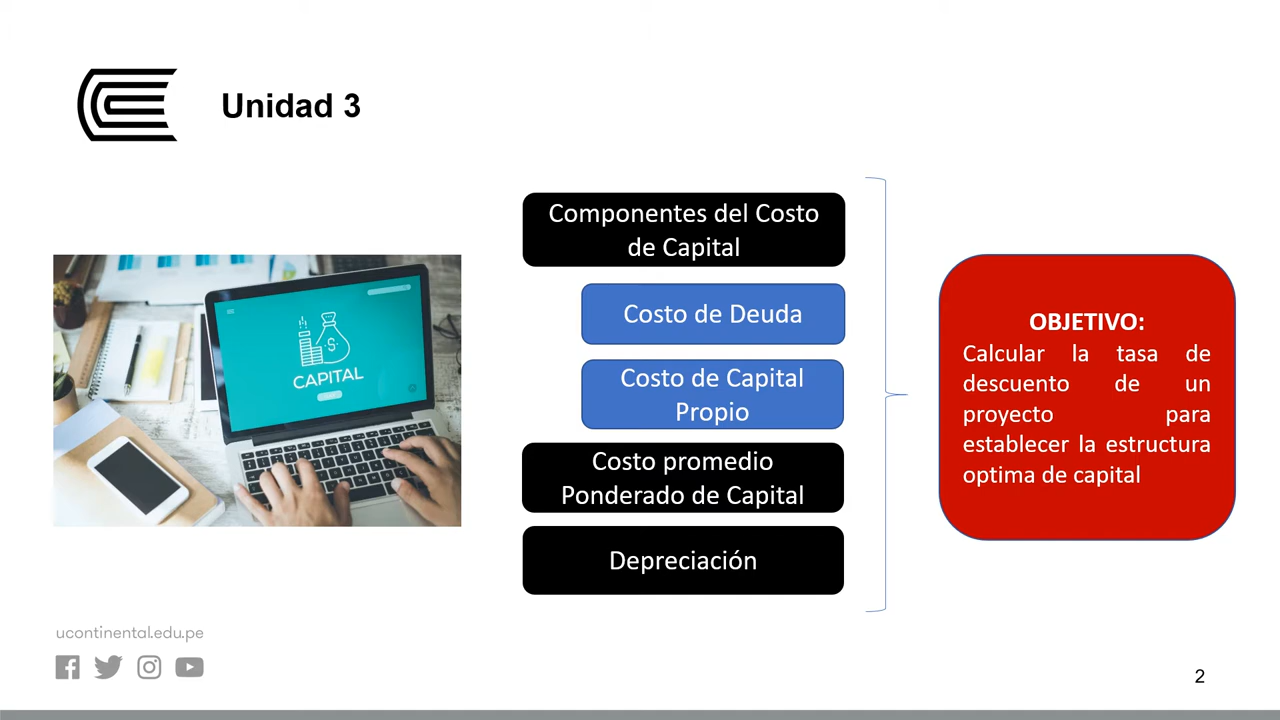 Unidad 3
Componentes del Costo
de Capital
Costo de Deuda
Costo de Capital
Propio
Costo promedio
Ponderado de Capital
Depreciación
OBJETIVO:
Calcular la tasa de
descuento de un
proyecto para
establecer la estructura
optima de capital
CAPITAL
ucontinental.edu.pe
2